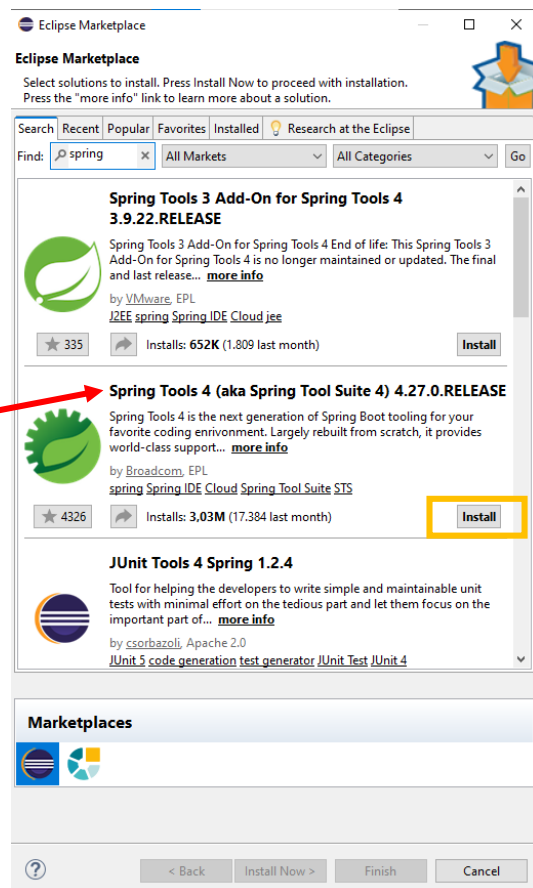 Eclipse Marketplace
Eclipse Marketplace
Select solutions to install. Press Install Now to proceed with installation.
Press the "more info" link to learn more about a solution.
Search Recent Popular Favorites Installed Research at the Eclipse
Find: spring All Markets All Categories Go
Spring Tools 3 Add-On for Spring Tools 4
3.9.22.RELEASE
Spring Tools 3 Add-On for Spring Tools 4 End of life: This Spring Tools 3
Add-On for Spring Tools 4 is no longer maintained or updated. The final
and last release... more info
by VMware, EPL
J2EE spring Spring IDE Cloud jee
335 Installs: 652K (1.809 last month) Install
Spring Tools 4 (aka Spring Tool Suite 4) 4.27.0.RELEASE
Spring Tools 4 is the next generation of Spring Boot tooling for your
favorite coding enrivonment. Largely rebuilt from scratch, it provides
world-class support... more info
by Broadcom, EPL
spring Spring IDE Cloud Spring Tool Suite STS
4326 Installs: 3,03M (17.384 last month) Install
JUnit Tools 4 Spring 1.2.4
Tool for helping the developers to write simple and maintainable unit
tests with minimal effort on the tedious part and let them focus on the
important part of... more info
by csorbazoli, Apache 2.0
JUnit 5 code generation test generator JUnit Test JUnit 4
Marketplaces
? < Back Install Now > Finish Cancel